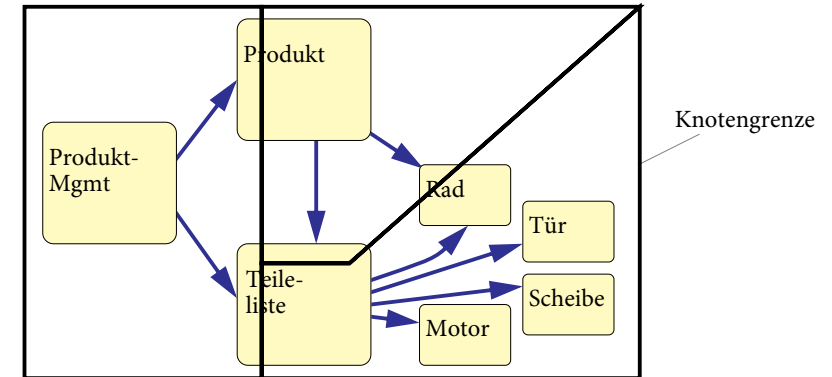 Produkt
Knotengrenze
Produkt-
Mgmt
Rad
Tür
Teile-
liste
Scheibe
Motor